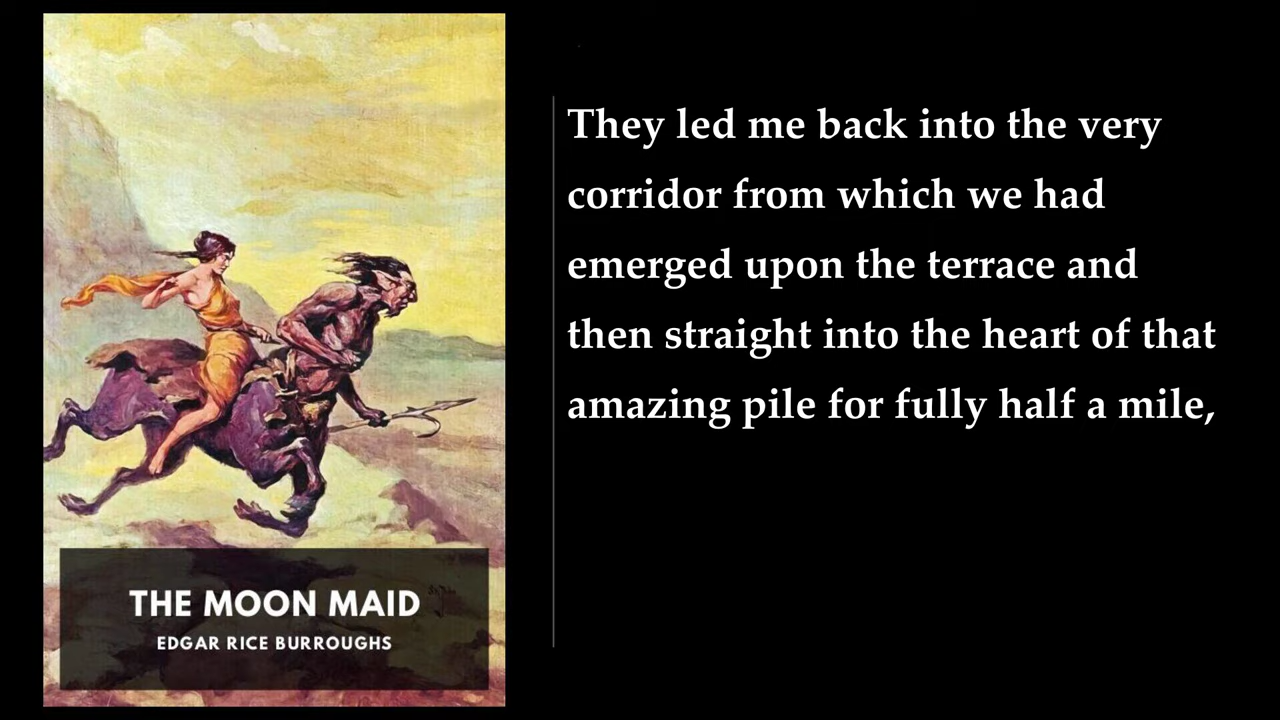 They led me back into the very
corridor from which we had
emerged upon the terrace and
then straight into the heart of that
amazing pile for fully half a mile,
THE MOON MAID
EDGAR RICE BURROUGHS